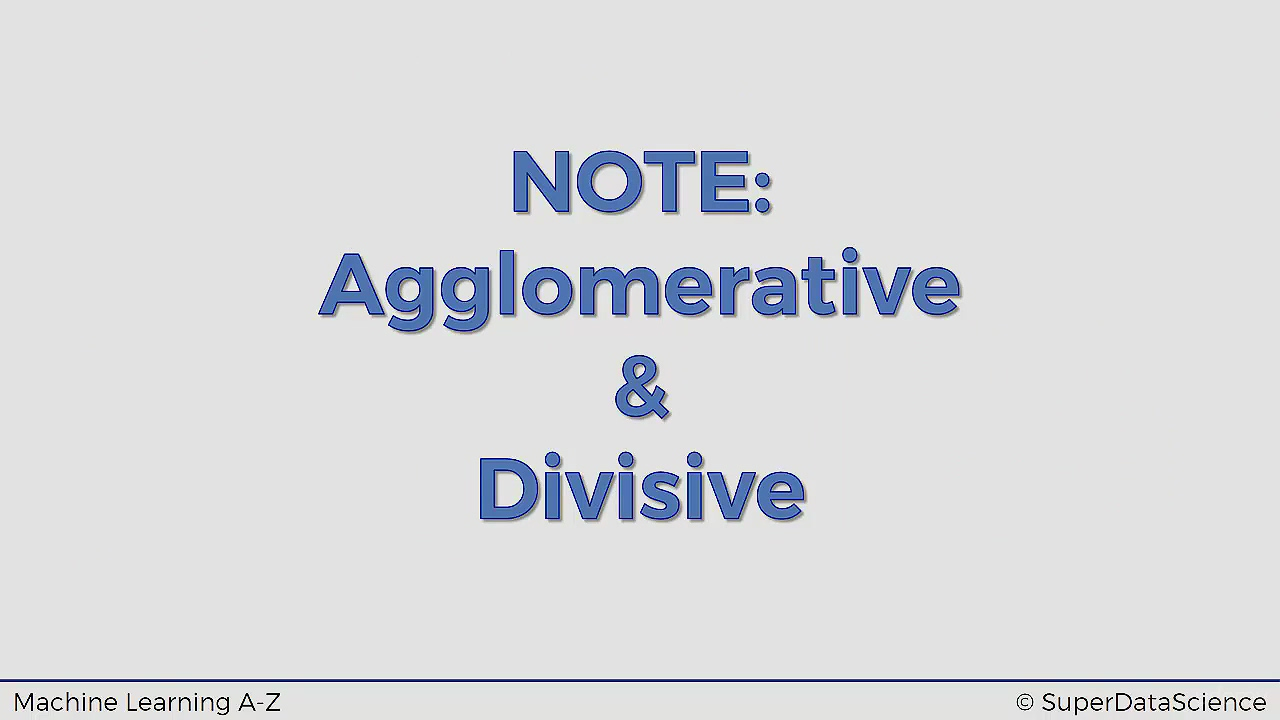 NOTE:
Agglomerative
&
Divisive
Machine Learning A-Z
© SuperDataScience